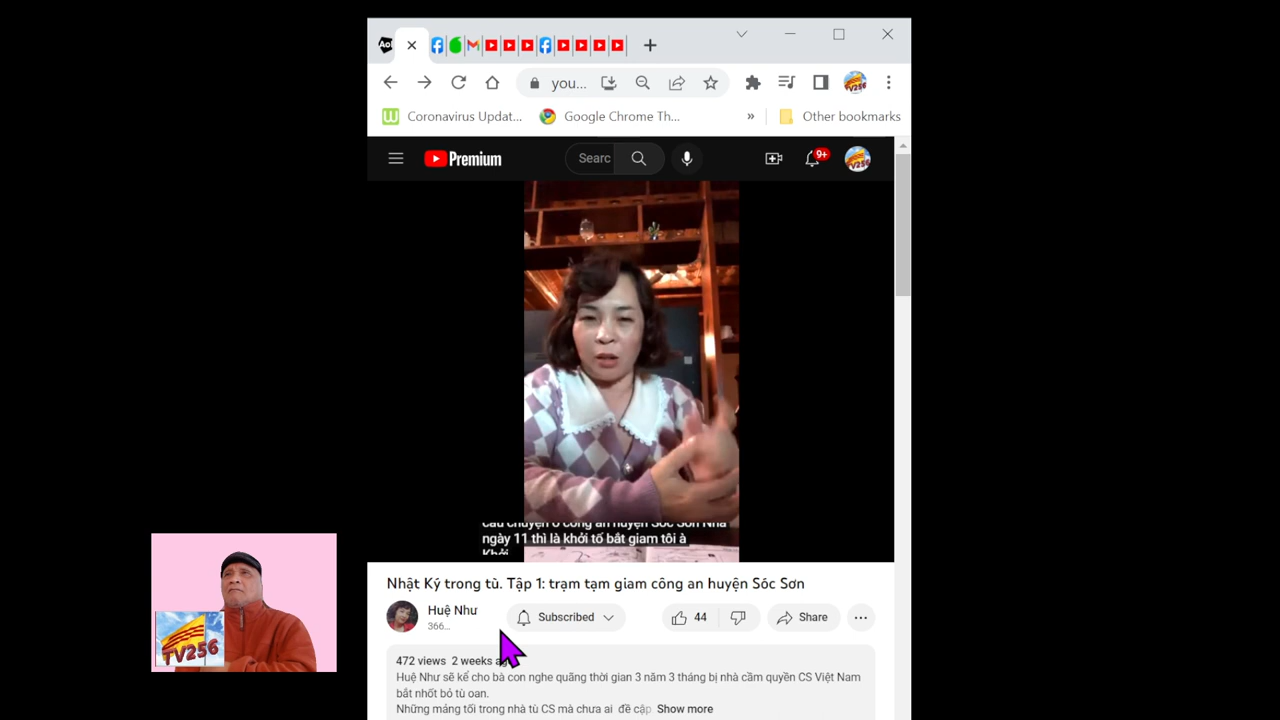 Aol
you...
Coronavirus Updat...
Google Chrome Th...
»
Other bookmarks
Premium
Searc
9+
TV256
ngày 11 thì là khởi tố bắt giam tôi à
Nhật Ký trong tù. Tập 1: trạm tạm giam công an huyện Sóc Sơn
Huệ Như
366...
Subscribed
44
Share
472 views 2 weeks ag
Huệ Như sẽ kể cho bà con nghe quãng thời gian 3 năm 3 tháng bị nhà cầm quyền CS Việt Nam
bắt nhốt bỏ tù oan.
Những mảng tối trong nhà tù CS mà chưa ai đề cập Show more
TV256